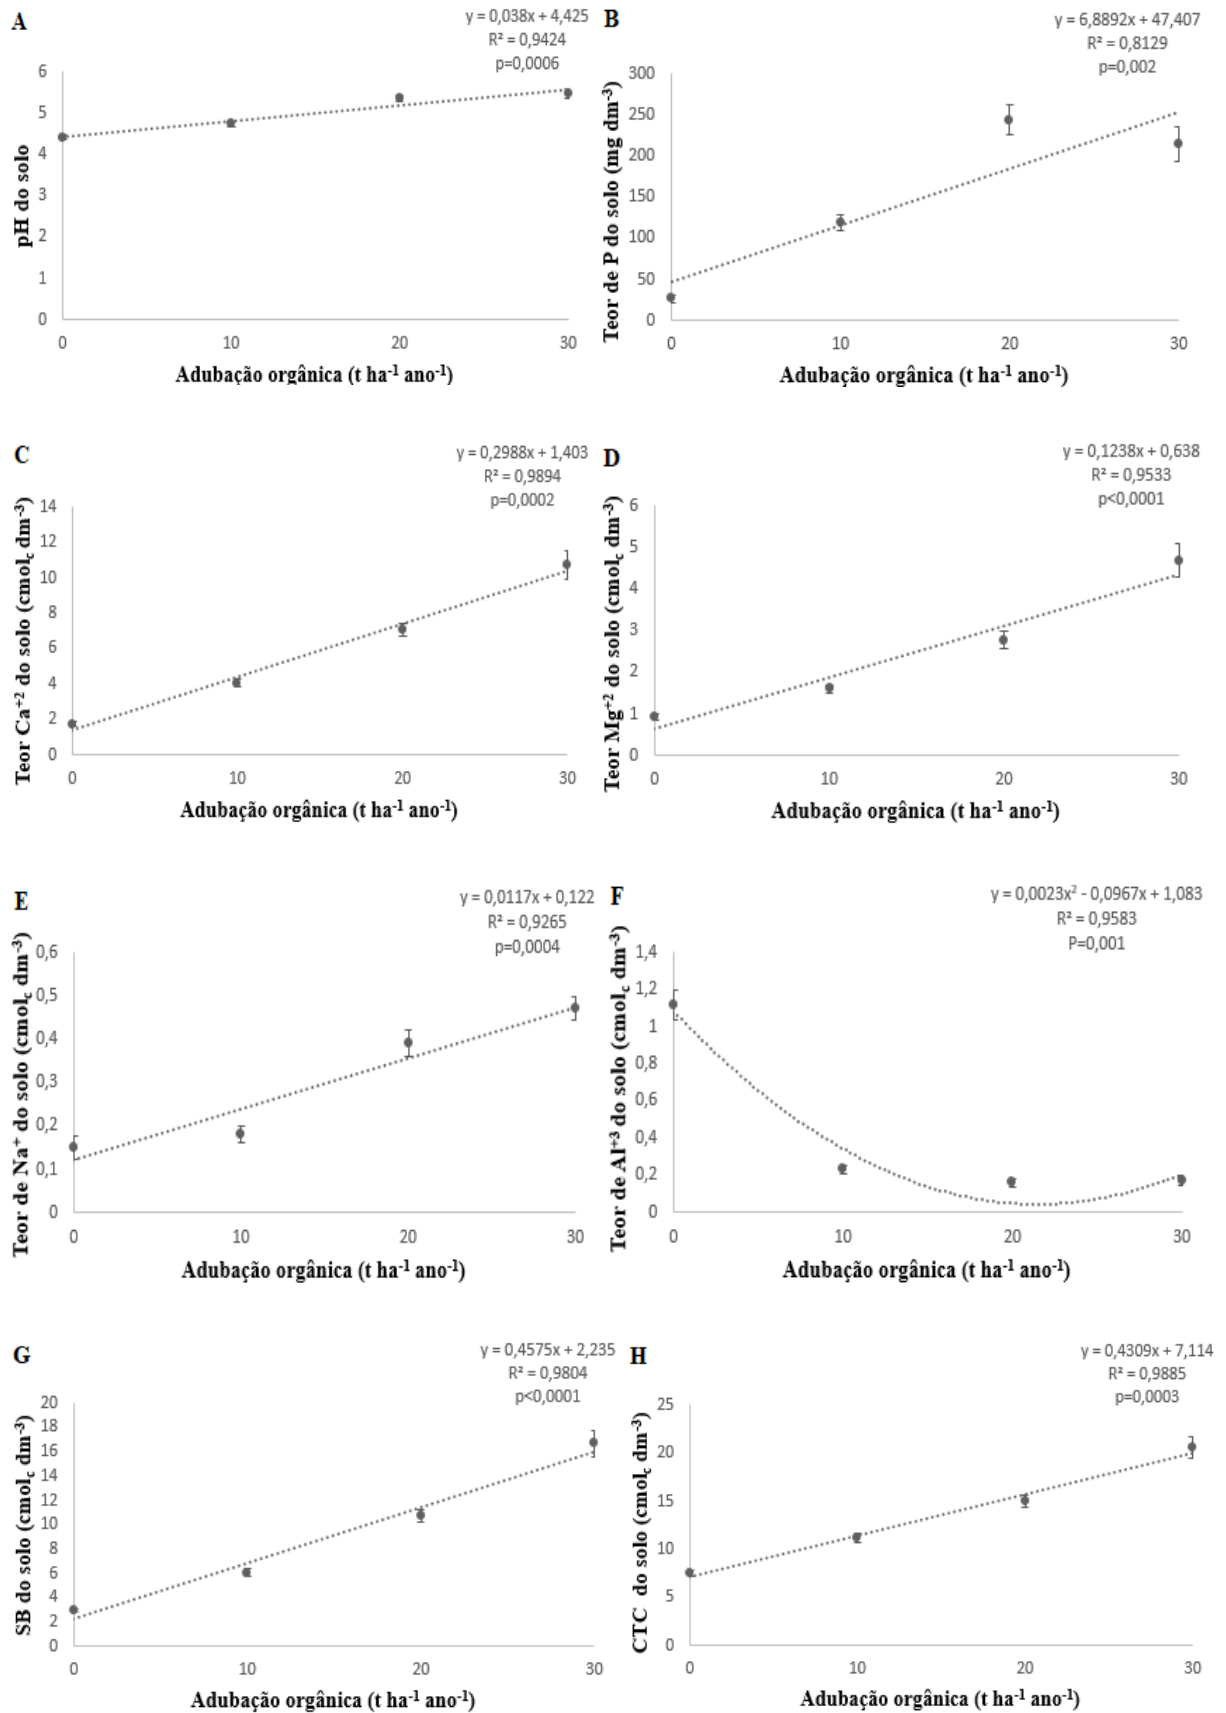 A
y = 0,038x + 4,425
R² = 0,9424
p=0,0006
pH do solo
6
5
4
3
2
1
0
0 10 20 30
Adubação orgânica (t ha⁻¹ ano⁻¹)
B
y = 6,8892x + 47,407
R² = 0,8129
p=0,002
Teor de P do solo (mg dm⁻³)
300
250
200
150
100
50
0
0 10 20 30
Adubação orgânica (t ha⁻¹ ano⁻¹)
C
y = 0,2988x + 1,403
R² = 0,9894
p=0,0002
Teor Ca⁺² do solo (cmol꜀ dm⁻³)
14
12
10
8
6
4
2
0
0 10 20 30
Adubação orgânica (t ha⁻¹ ano⁻¹)
D
y = 0,1238x + 0,638
R² = 0,9533
p<0,0001
Teor Mg⁺² do solo (cmol꜀ dm⁻³)
6
5
4
3
2
1
0
0 10 20 30
Adubação orgânica (t ha⁻¹ ano⁻¹)
E
y = 0,0117x + 0,122
R² = 0,9265
p=0,0004
Teor de Na⁺ do solo (cmol꜀ dm⁻³)
0,6
0,5
0,4
0,3
0,2
0,1
0
0 10 20 30
Adubação orgânica (t ha⁻¹ ano⁻¹)
F
y = 0,0023x² - 0,0967x + 1,083
R² = 0,9583
P=0,001
Teor de Al⁺³ do solo (cmol꜀ dm⁻³)
1,4
1,2
1
0,8
0,6
0,4
0,2
0
0 10 20 30
Adubação orgânica (t ha⁻¹ ano⁻¹)
G
y = 0,4575x + 2,235
R² = 0,9804
p<0,0001
SB do solo (cmol꜀ dm⁻³)
20
18
16
14
12
10
8
6
4
2
0
0 10 20 30
Adubação orgânica (t ha⁻¹ ano⁻¹)
H
y = 0,4309x + 7,114
R² = 0,9885
p=0,0003
CTC do solo (cmol꜀ dm⁻³)
25
20
15
10
5
0
0 10 20 30
Adubação orgânica (t ha⁻¹ ano⁻¹)